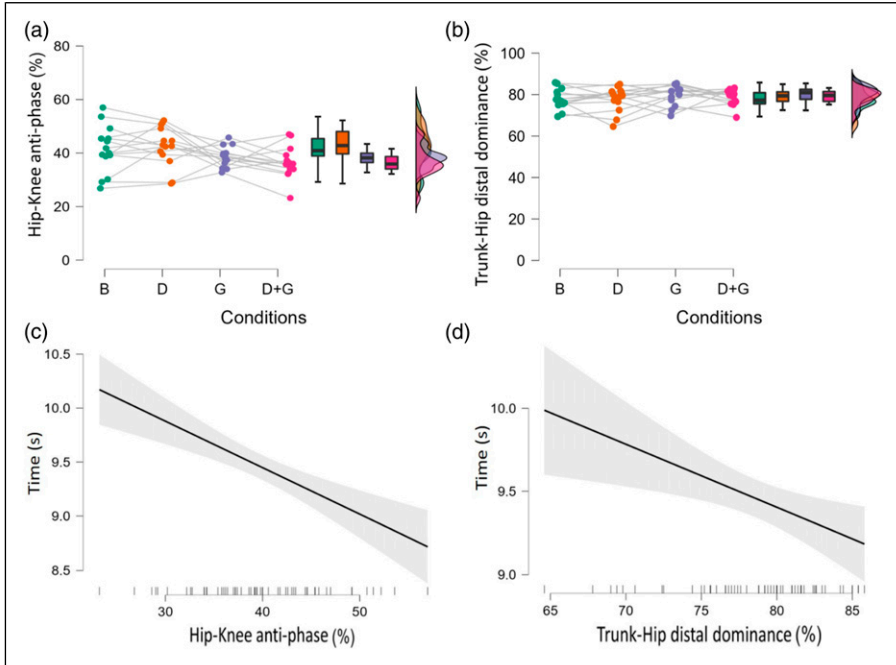 (a)
80
60
40
20
0
Hip-Knee anti-phase (%)
B D G D+G
Conditions
(b)
100
80
60
40
20
0
Trunk-Hip distal dominance (%)
B D G D+G
Conditions
(c)
10.5
10.0
9.5
9.0
8.5
Time (s)
30 40 50
Hip-Knee anti-phase (%)
(d)
10.0
9.5
9.0
Time (s)
65 70 75 80 85
Trunk-Hip distal dominance (%)